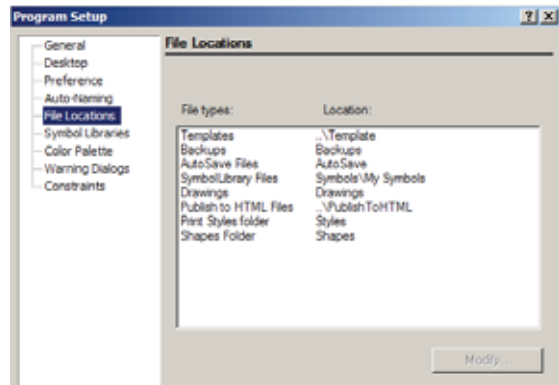 Program Setup
General
Desktop
Preference
Auto-Naming
File Locations
Symbol Libraries
Color Palette
Warning Dialogs
Constraints
File Locations
File types: Location:
Templates ..\Template
Backups Backups
AutoSave Files AutoSave
SymbolLibrary Files Symbols\My Symbols
Drawings Drawings
Publish to HTML Files ..\PublishToHTML
Print Styles folder Styles
Shapes Folder Shapes
Modify...